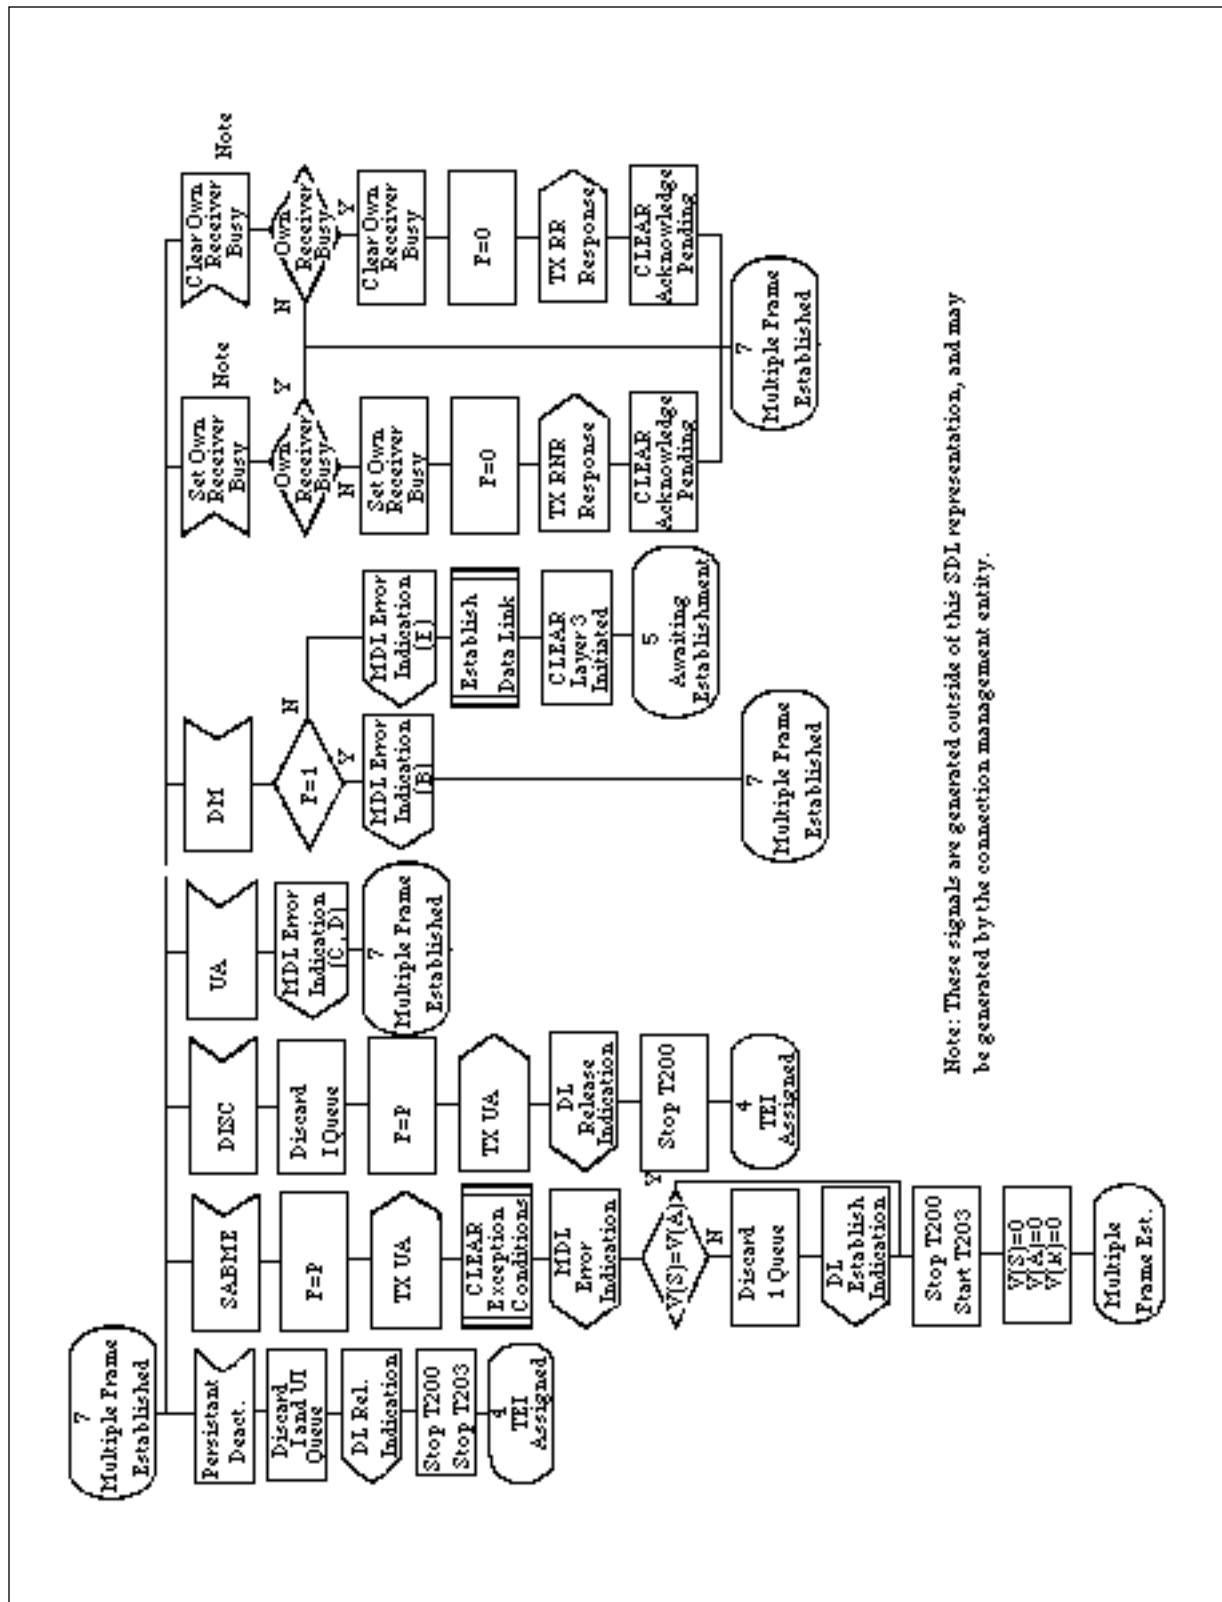 7
Multiple Frame
Established
Persistant
Deact.
Discard
I and UI
Queue
DL Rel.
Indication
Stop T200
Stop T203
4
TEI
Assigned
SABME
F=P
TX UA
CLEAR
Exception
Conditions
MDL
Error
Indication
V(S)=V(A)
Y
N
Discard
1 Queue
DL
Establish
Indication
Stop T200
Start T203
V(S)=0
V(A)=0
V(R)=0
Multiple
Frame Est.
DISC
Discard
I Queue
F=P
TX UA
DL
Release
Indication
Stop T200
4
TEI
Assigned
UA
MDL Error
Indication
(C,D)
7
Multiple Frame
Established
DM
F=1
N
Y
MDL Error
Indication
(B)
7
Multiple Frame
Established
MDL Error
Indication
(E)
Establish
Data Link
CLEAR
Layer 3
Initiated
5
Awaiting
Establishment
Set Own
Receiver
Busy
Note
Own
Receiver
Busy
Y
N
Set Own
Receiver
Busy
F=0
TX RNR
Response
CLEAR
Acknowledge
Pending
Clear Own
Receiver
Busy
Note
Own
Receiver
Busy
N
Y
Clear Own
Receiver
Busy
F=0
TX RR
Response
CLEAR
Acknowledge
Pending
7
Multiple Frame
Established
Note: These signals are generated outside of this SDL representation, and may
be generated by the connection management entity.